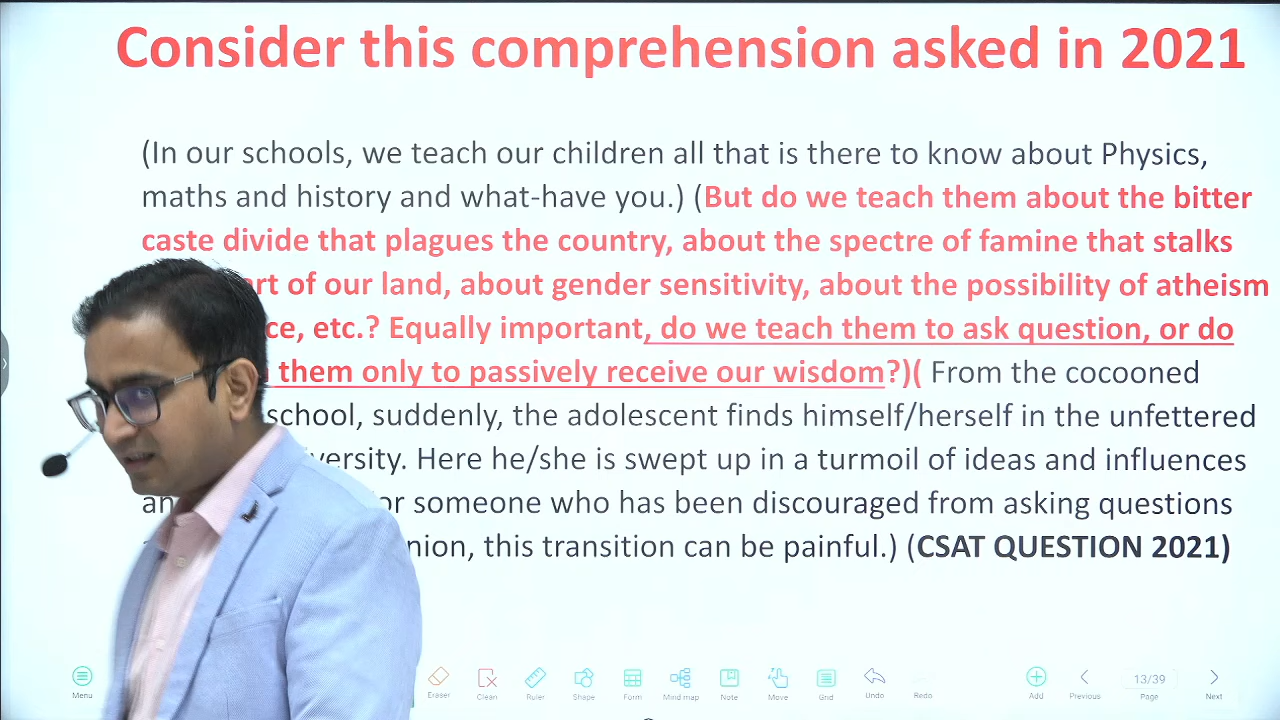 Consider this comprehension asked in 2021
(In our schools, we teach our children all that is there to know about Physics,
maths and history and what-have you.) (But do we teach them about the bitter
caste divide that plagues the country, about the spectre of famine that stalks
of our land, about gender sensitivity, about the possibility of atheism
etc.? Equally important, do we teach them to ask question, or do
them only to passively receive our wisdom?)( From the cocooned
school, suddenly, the adolescent finds himself/herself in the unfettered
Here he/she is swept up in a turmoil of ideas and influences
someone who has been discouraged from asking questions
this transition can be painful.) (CSAT QUESTION 2021)
Menu
Eraser
Clean
Ruler
Shape
Form
Mind map
Note
Move
Grid
Undo
Redo
Add
Previous
13/39
Page
Next